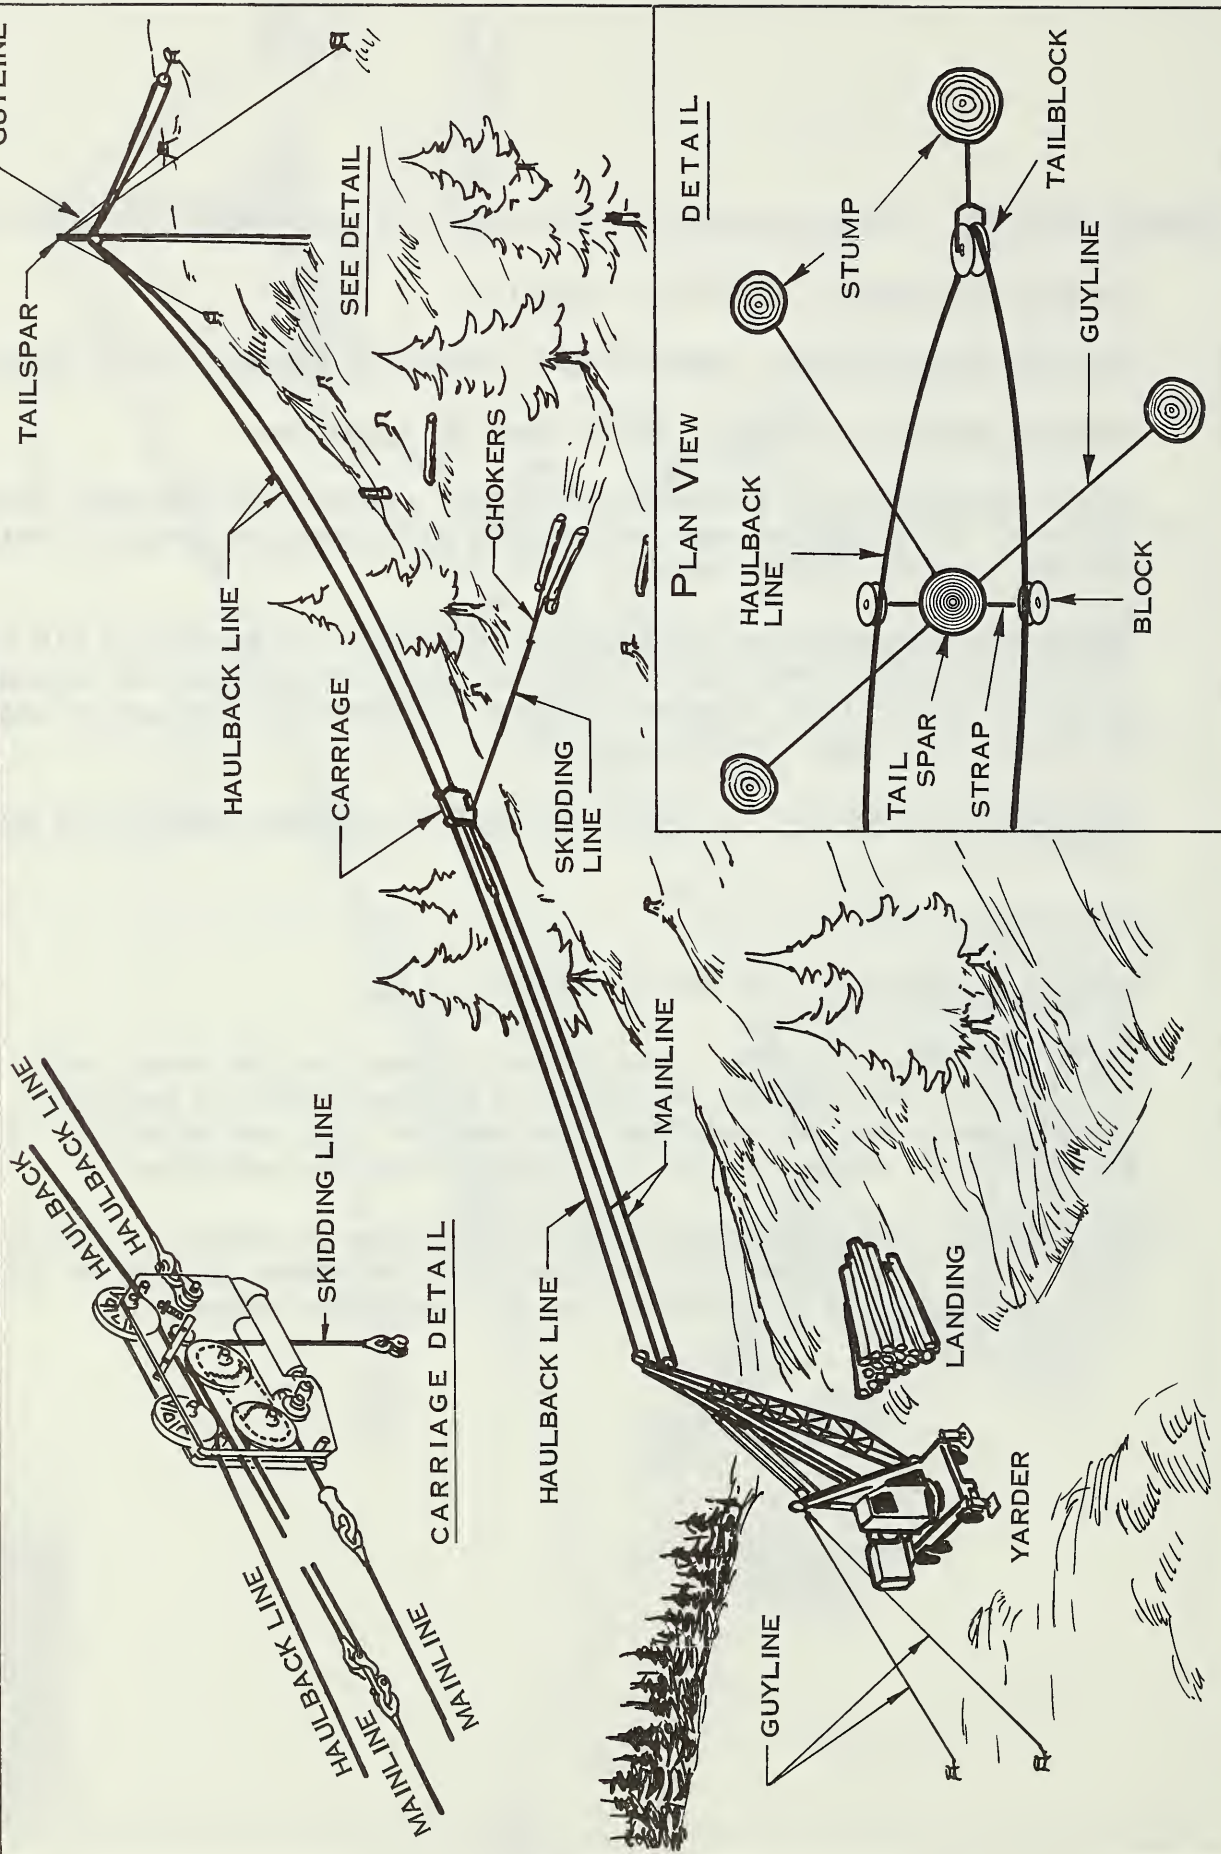 TAILSPAR
GUYLINE
HAULBACK LINE
CARRIAGE
SEE DETAIL
CHOKERS
SKIDDING
LINE
HAULBACK LINE
MAINLINE
LANDING
YARDER
GUYLINE
HAULBACK
HAULBACK LINE
HAULBACK LINE
MAINLINE
MAINLINE
SKIDDING LINE
CARRIAGE DETAIL
PLAN VIEW
DETAIL
HAULBACK
LINE
STUMP
TAIL
SPAR
STRAP
BLOCK
GUYLINE
TAILBLOCK